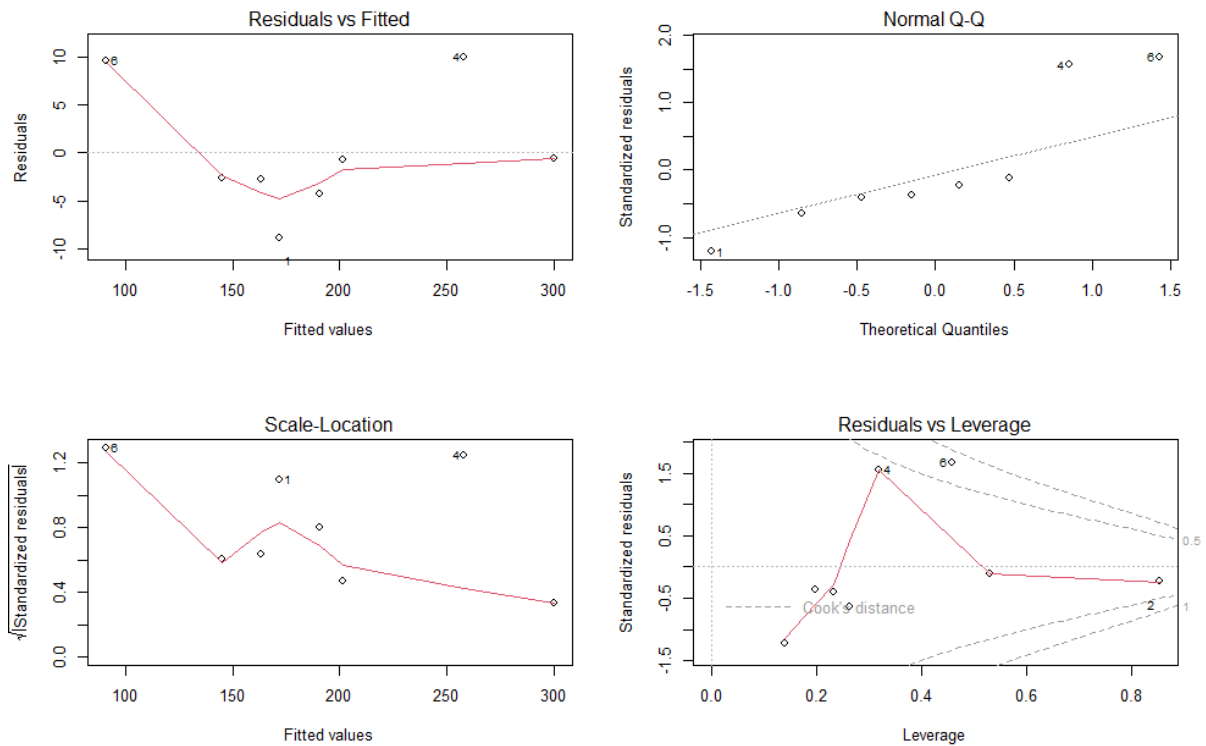 Residuals vs Fitted
Residuals
10
5
0
-5
-10
6
4
1
100 150 200 250 300
Fitted values
Normal Q-Q
Standardized residuals
2.0
1.0
0.0
-1.0
4
6
1
-1.5 -1.0 -0.5 0.0 0.5 1.0 1.5
Theoretical Quantiles
Scale-Location
√|Standardized residuals|
1.2
0.8
0.4
0.0
6
1
4
100 150 200 250 300
Fitted values
Residuals vs Leverage
Standardized residuals
1.5
0.5
-0.5
-1.5
4
6
0.5
Cook's distance
2
1
0.0 0.2 0.4 0.6 0.8
Leverage